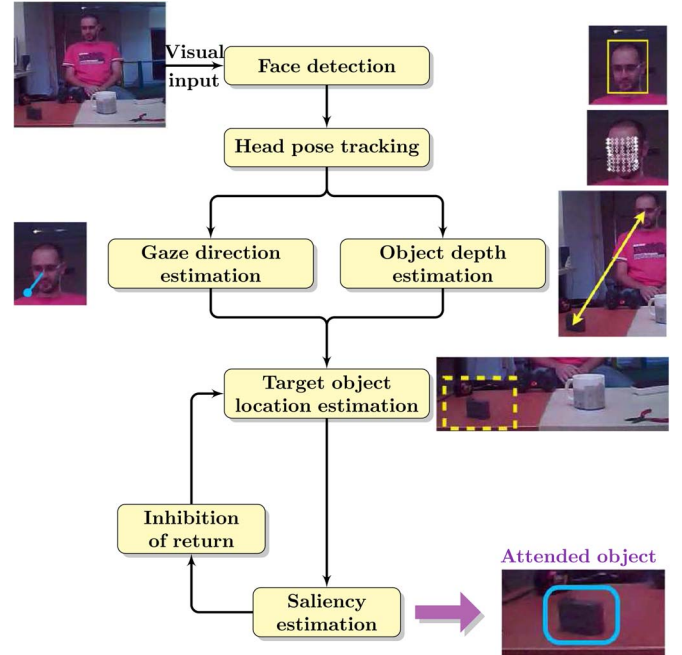 Visual
input
Face detection
Head pose tracking
Gaze direction
estimation
Object depth
estimation
Target object
location estimation
Inhibition
of return
Attended object
Saliency
estimation